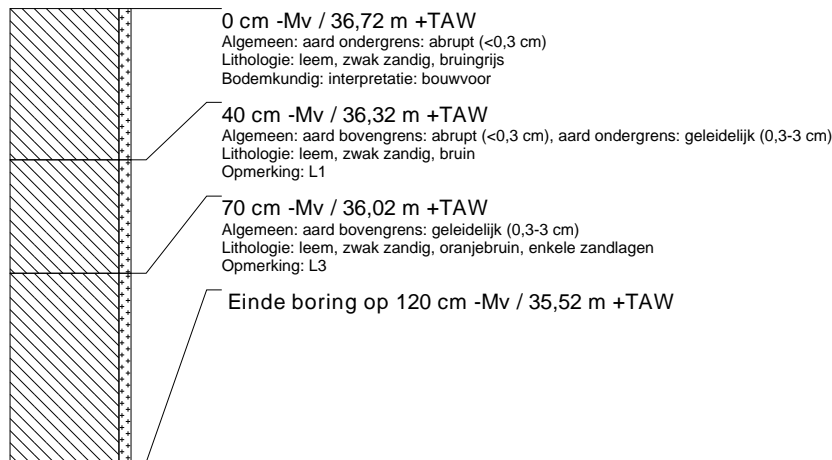 0 cm -Mv / 36,72 m +TAW
Algemeen: aard ondergrens: abrupt (<0,3 cm)
Lithologie: leem, zwak zandig, bruingrijs
Bodemkundig: interpretatie: bouwvoor
40 cm -Mv / 36,32 m +TAW
Algemeen: aard bovengrens: abrupt (<0,3 cm), aard ondergrens: geleidelijk (0,3-3 cm)
Lithologie: leem, zwak zandig, bruin
Opmerking: L1
70 cm -Mv / 36,02 m +TAW
Algemeen: aard bovengrens: geleidelijk (0,3-3 cm)
Lithologie: leem, zwak zandig, oranjebruin, enkele zandlagen
Opmerking: L3
Einde boring op 120 cm -Mv / 35,52 m +TAW